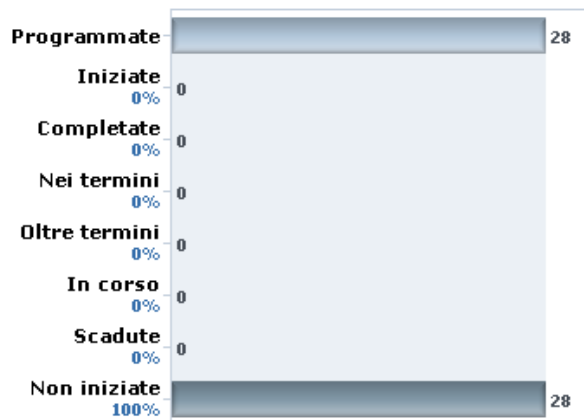 Programmate 28
Iniziate 0
0%
Completate 0
0%
Nei termini 0
0%
Oltre termini 0
0%
In corso 0
0%
Scadute 0
0%
Non iniziate 28
100%